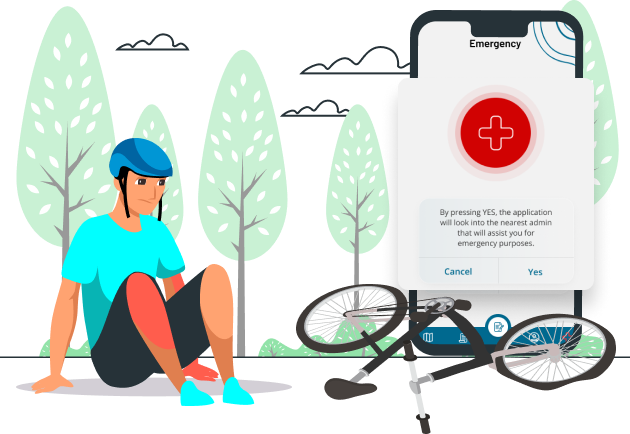 Emergency
By pressing YES, the application
will look into the nearest admin
that will assist you for
emergency purposes.
Cancel
Yes